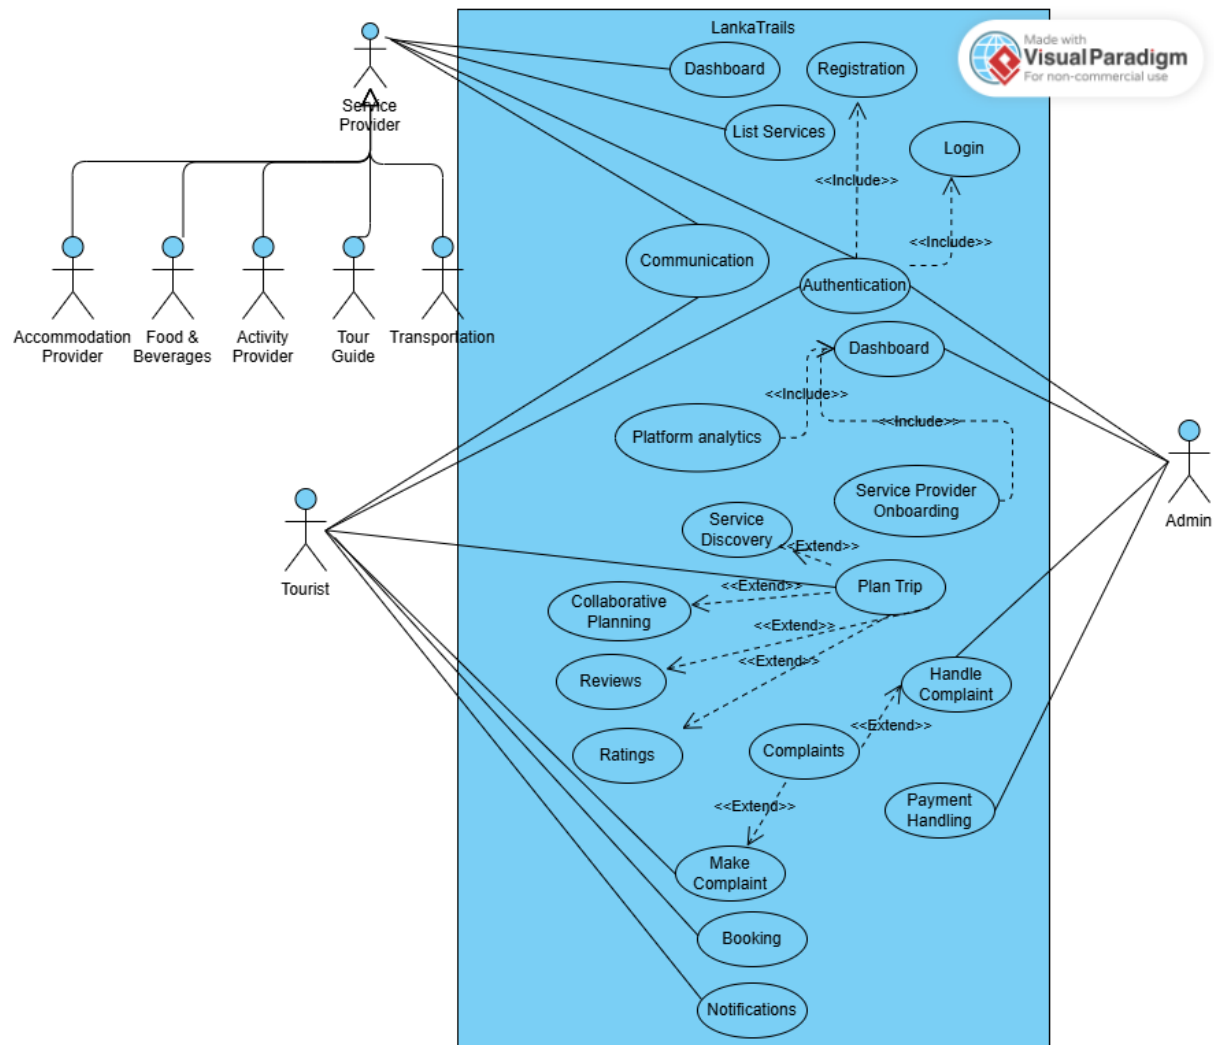 LankaTrails
Made with
VisualParadigm
For non-commercial use
Service
Provider
Dashboard
Registration
List Services
Login
<<Include>>
<<Include>>
Communication
Authentication
Accommodation
Provider
Food &
Beverages
Activity
Provider
Tour
Guide
Transportation
Dashboard
<<Include>>
<<Include>>
Platform analytics
Service Provider
Onboarding
Admin
Service
Discovery
<<Extend>>
Tourist
Plan Trip
<<Extend>>
Collaborative
Planning
<<Extend>>
<<Extend>>
Reviews
Handle
Complaint
<<Extend>>
Ratings
Complaints
Payment
Handling
<<Extend>>
Make
Complaint
Booking
Notifications